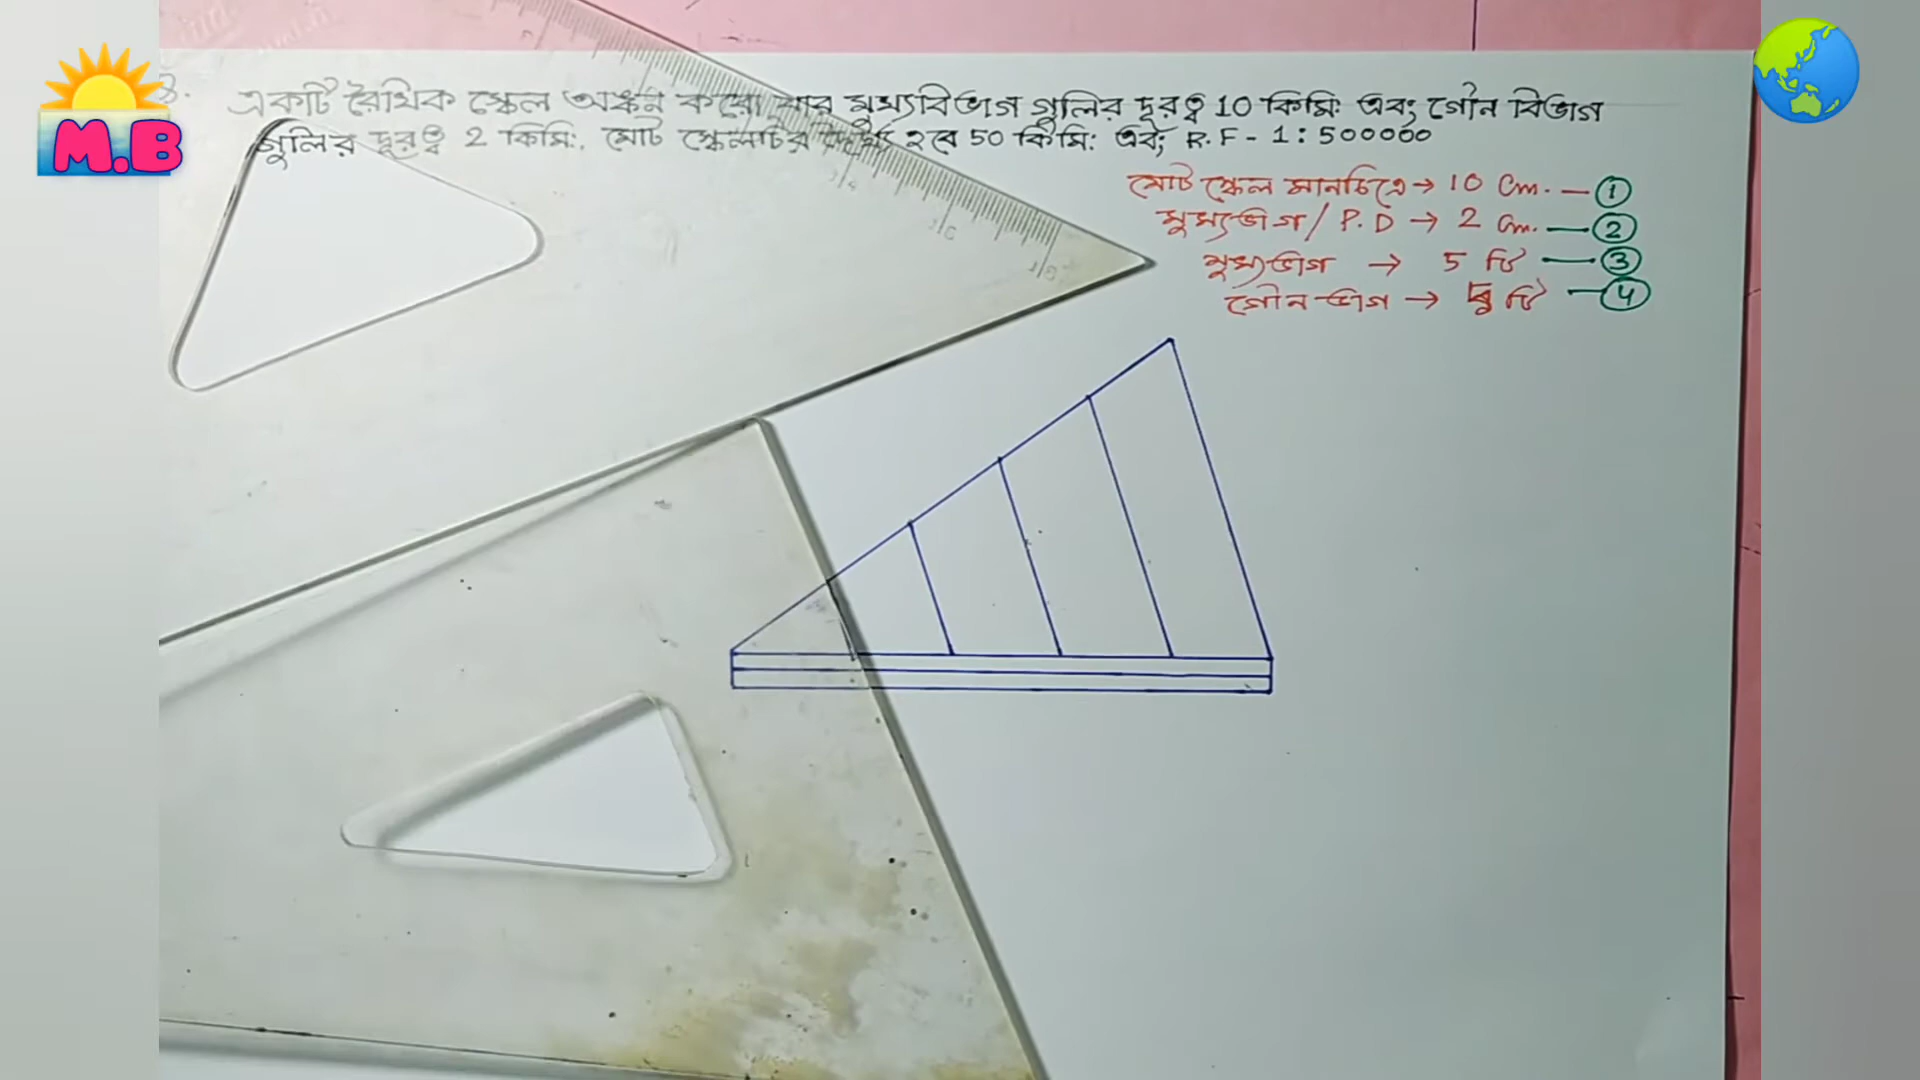 একটি রৈখিক স্কেল অঙ্কন করো যার মুখ্যবিভাগ গুলির দূরত্ব 10 কিমি: এবং গৌন বিভাগ
গুলির দূরত্ব 2 কিমি:. মোট স্কেলটির দৈর্ঘ্য হবে 50 কিমি: এবং R.F - 1 : 500000
মোট স্কেল মানচিত্রে → 10 Cm. — ①
মুখ্যভাগ / P.D → 2 Cm. — ②
মুখ্যভাগ → 5 টি — ③
গৌন ভাগ → 5 টি — ④
M.B